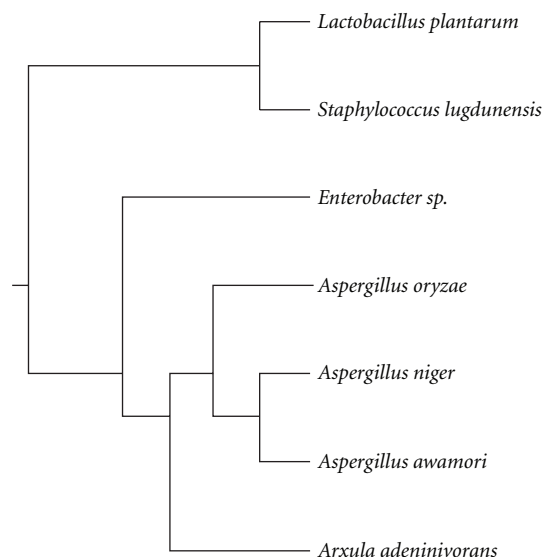 Lactobacillus plantarum
Staphylococcus lugdunensis
Enterobacter sp.
Aspergillus oryzae
Aspergillus niger
Aspergillus awamori
Arxula adeninivorans